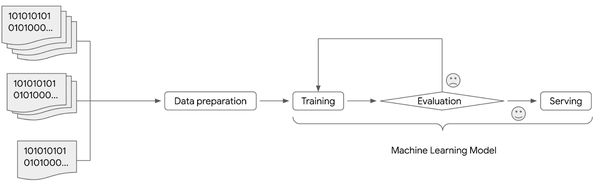 101010101
0101000...
101010101
0101000...
101010101
0101000...
Data preparation
Training
Evaluation
Serving
Machine Learning Model